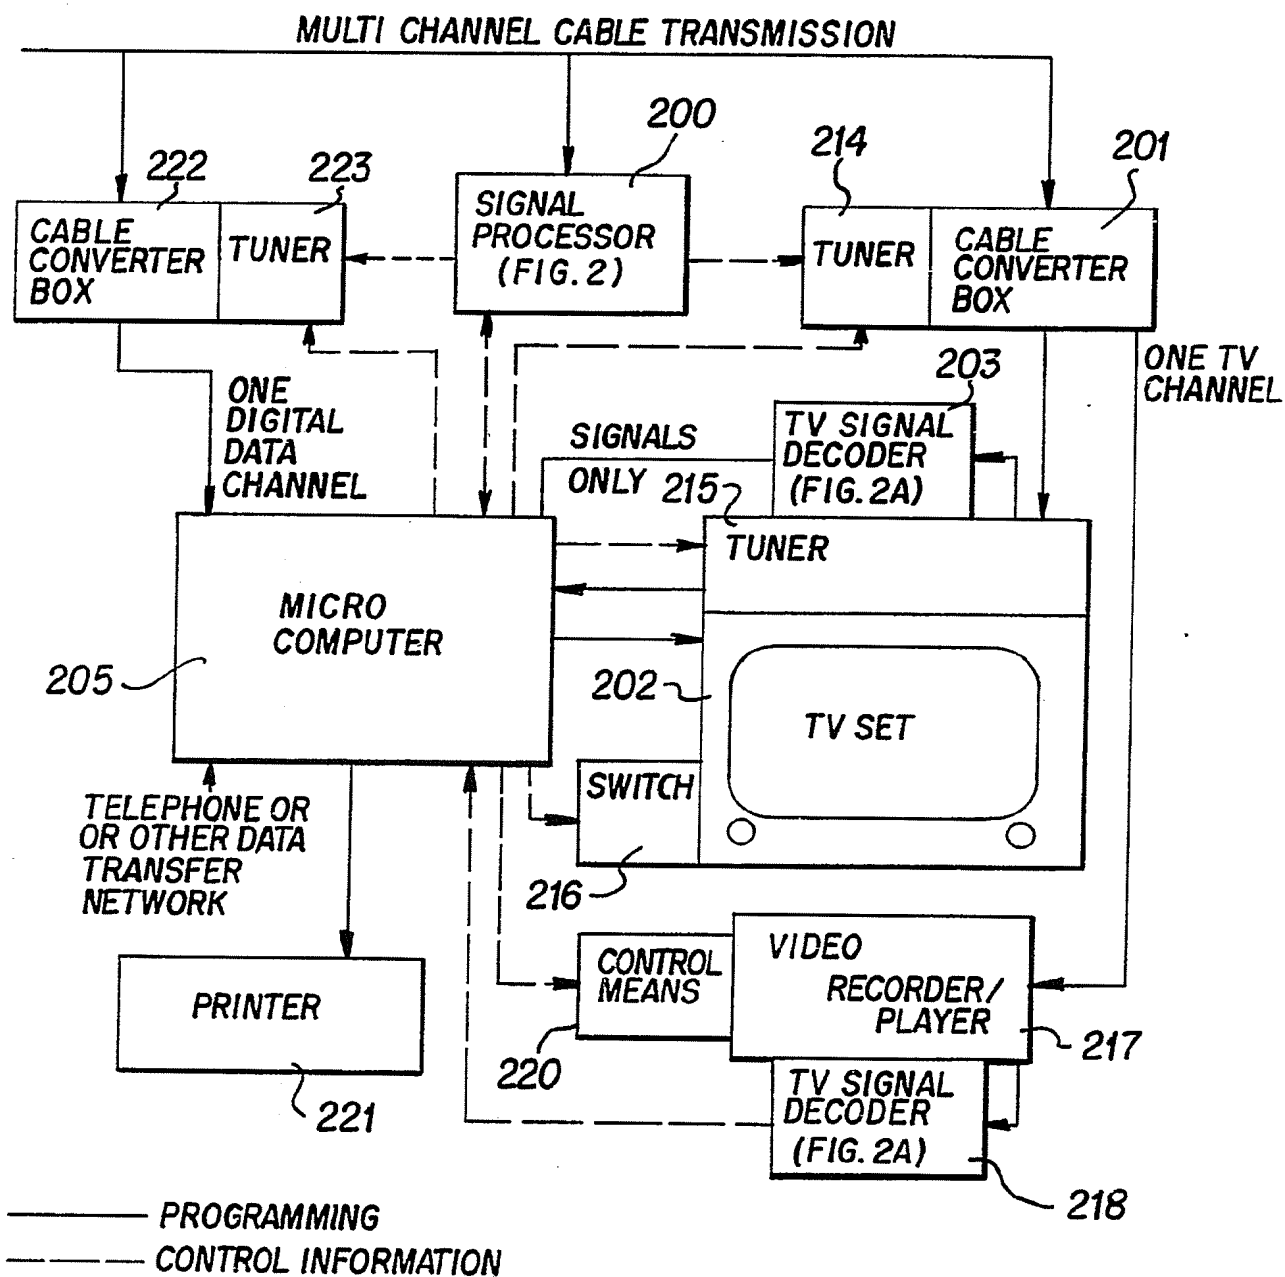 MULTI CHANNEL CABLE TRANSMISSION
200
214
201
222
223
CABLE
CONVERTER
BOX
TUNER
SIGNAL
PROCESSOR
(FIG. 2)
TUNER
CABLE
CONVERTER
BOX
ONE TV
CHANNEL
203
ONE
DIGITAL
DATA
CHANNEL
SIGNALS
ONLY
TV SIGNAL
DECODER
(FIG. 2A)
215
TUNER
MICRO
COMPUTER
205
202
TV SET
SWITCH
216
TELEPHONE OR
OR OTHER DATA
TRANSFER
NETWORK
CONTROL
MEANS
220
VIDEO
RECORDER/
PLAYER
217
PRINTER
221
TV SIGNAL
DECODER
(FIG. 2A)
218
PROGRAMMING
CONTROL INFORMATION